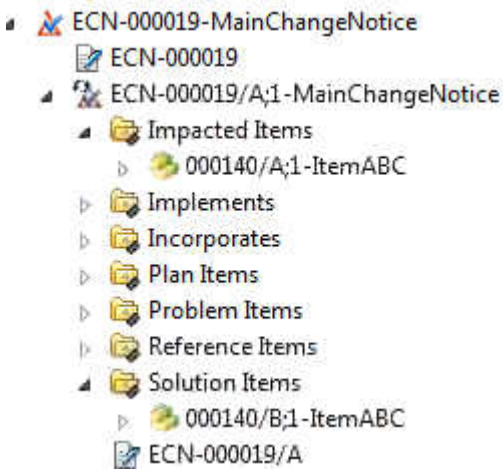 ECN-000019-MainChangeNotice
ECN-000019
ECN-000019/A;1-MainChangeNotice
Impacted Items
000140/A;1-ItemABC
Implements
Incorporates
Plan Items
Problem Items
Reference Items
Solution Items
000140/B;1-ItemABC
ECN-000019/A